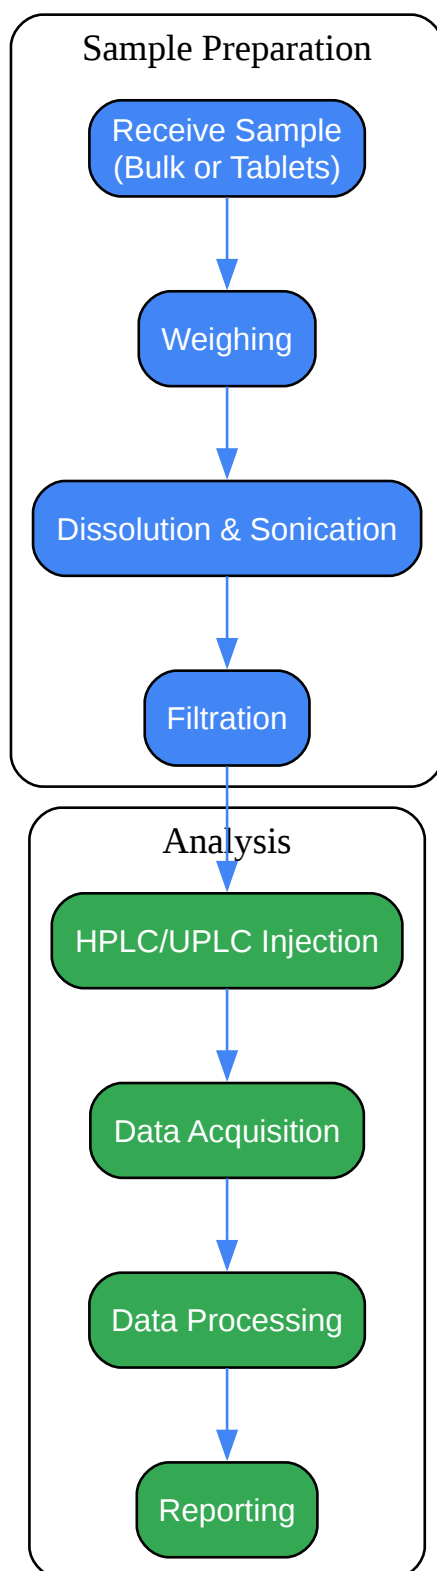 Sample Preparation
Receive Sample
(Bulk or Tablets)
Weighing
Dissolution & Sonication
Filtration
Analysis
HPLC/UPLC Injection
Data Acquisition
Data Processing
Reporting